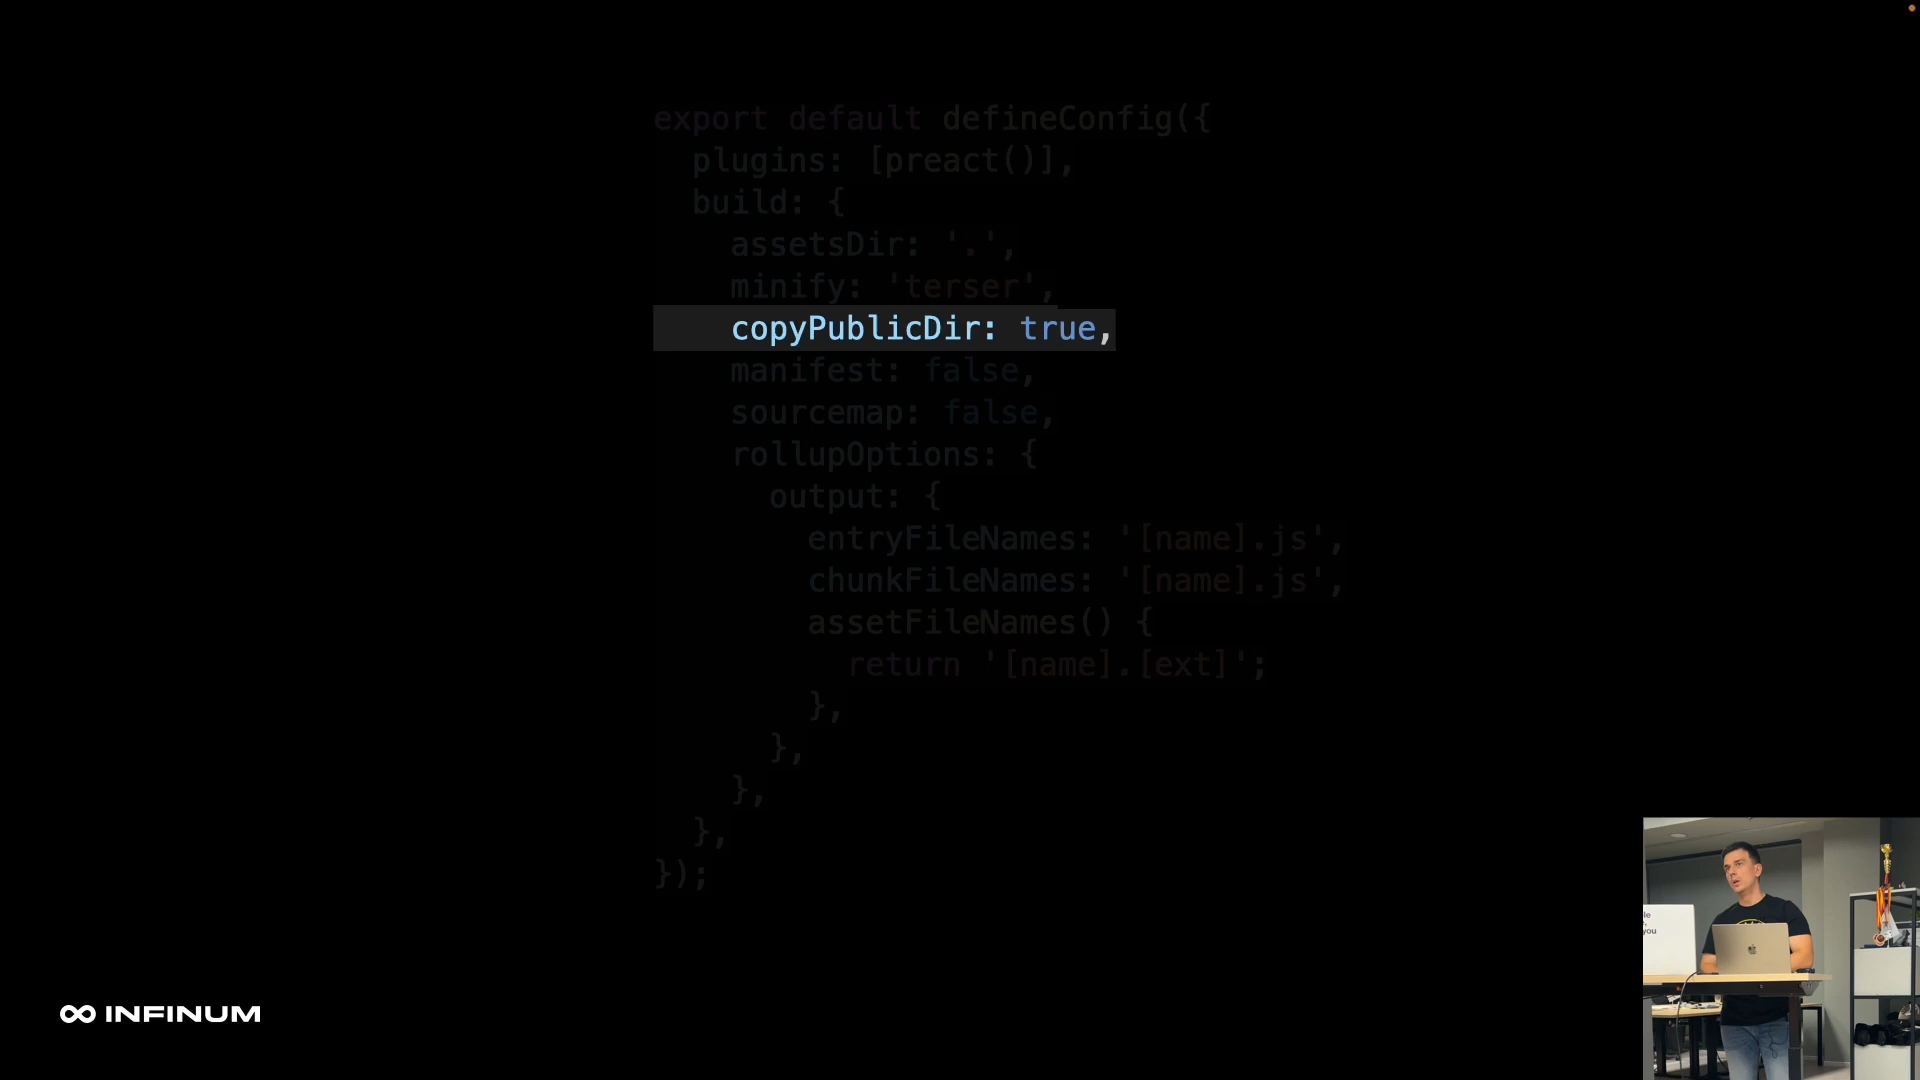 export default defineConfig({
  plugins: [preact()],
  build: {
    assetsDir: '.',
    minify: 'terser',
    copyPublicDir: true,
    manifest: false,
    sourcemap: false,
    rollupOptions: {
      output: {
        entryFileNames: '[name].js',
        chunkFileNames: '[name].js',
        assetFileNames() {
          return '[name].[ext]';
        },
      },
    },
  },
});
INFINUM
you